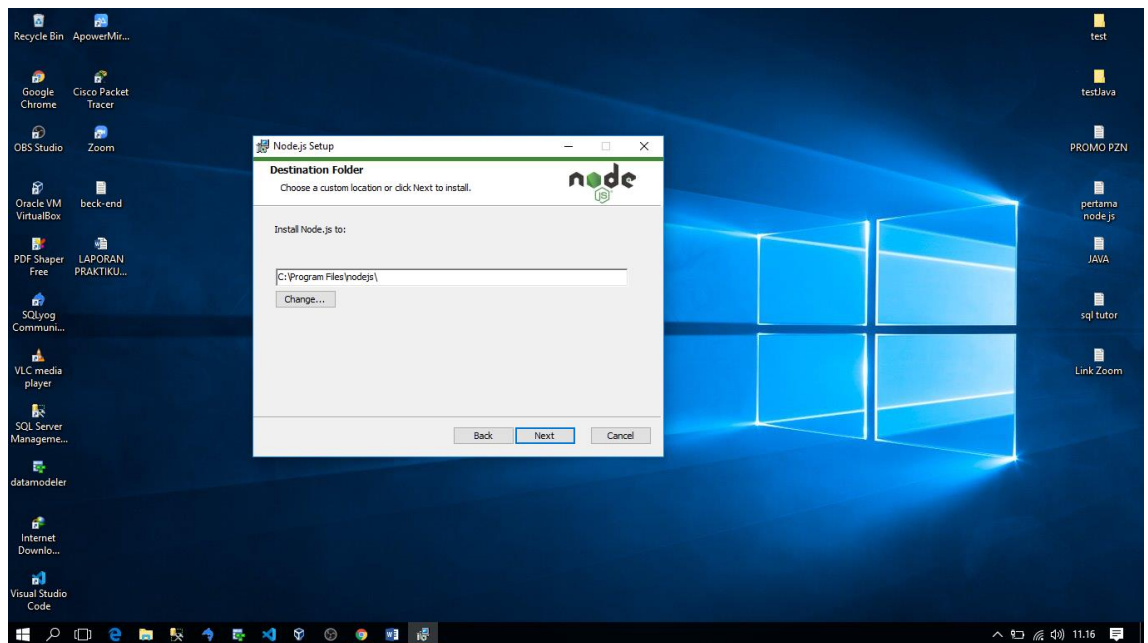 Recycle Bin
ApowerMir...
Google
Chrome
Cisco Packet
Tracer
OBS Studio
Zoom
Oracle VM
VirtualBox
beck-end
PDF Shaper
Free
LAPORAN
PRAKTIKU...
SQLyog
Communi...
VLC media
player
SQL Server
Manageme...
datamodeler
Internet
Downlo...
Visual Studio
Code
Node.js Setup
Destination Folder
Choose a custom location or click Next to install.
node
JS
Install Node.js to:
C:\Program Files\nodejs\
Change...
Back
Next
Cancel
test
testJava
PROMO PZN
pertama
node js
JAVA
sql tutor
Link Zoom
11.16